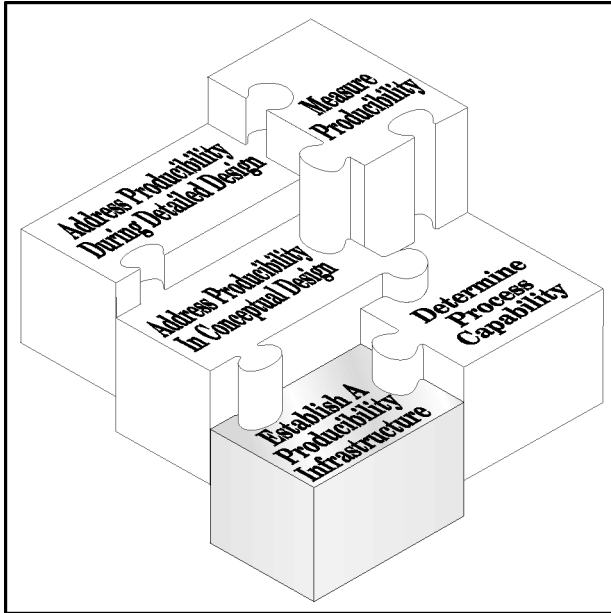 Measure
Producibility
Address Producibility
During Detailed Design
Address Producibility
In Conceptual Design
Determine
Process
Capability
Establish A
Producibility
Infrastructure